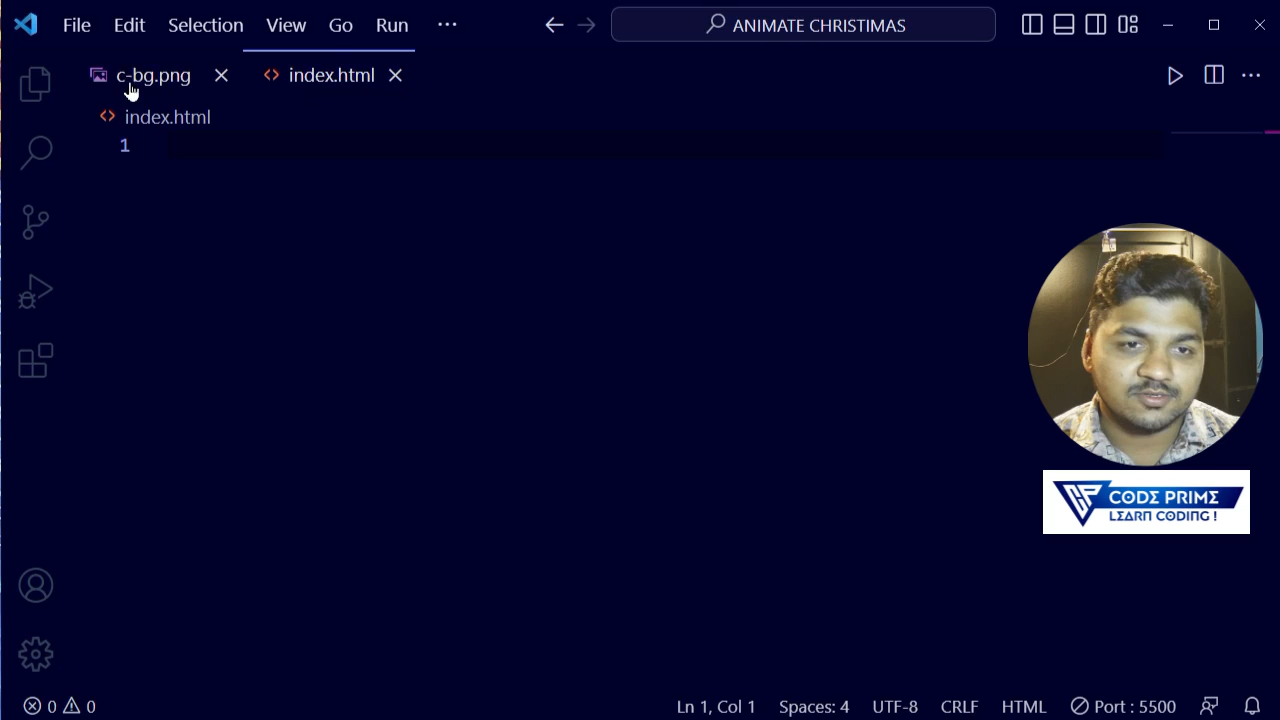 File Edit Selection View Go Run ···
ANIMATE CHRISTIMAS
c-bg.png
index.html
index.html
1
CODE PRIME
LEARN CODING !
0 0
Ln 1, Col 1 Spaces: 4 UTF-8 CRLF HTML Port : 5500